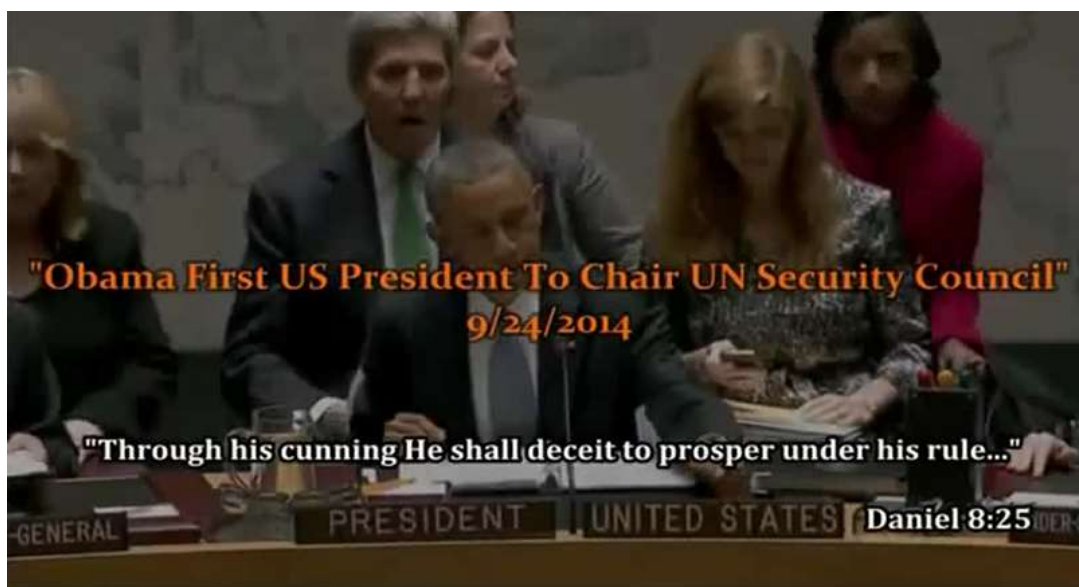 "Obama First US President To Chair UN Security Council"
9/24/2014
"Through his cunning He shall deceit to prosper under his rule..."
-GENERAL
PRESIDENT
UNITED STATES
Daniel 8:25